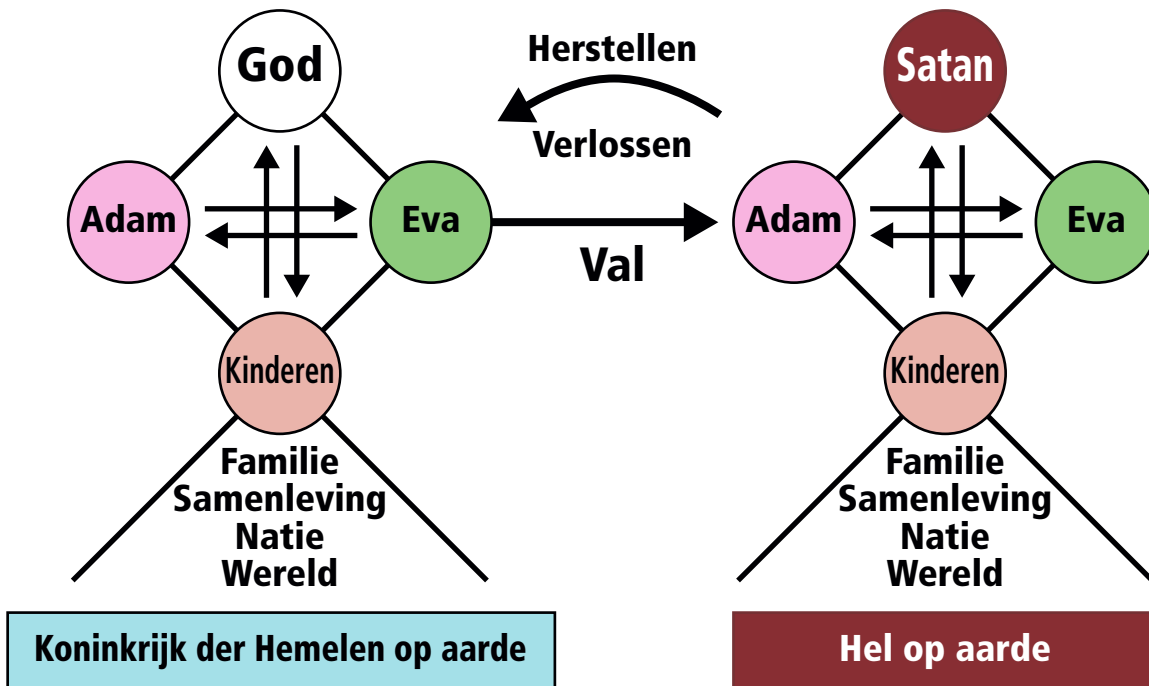 God
Adam
Eva
Kinderen
Familie
Samenleving
Natie
Wereld
Koninkrijk der Hemelen op aarde
Herstellen
Verlossen
Val
Satan
Adam
Eva
Kinderen
Familie
Samenleving
Natie
Wereld
Hel op aarde